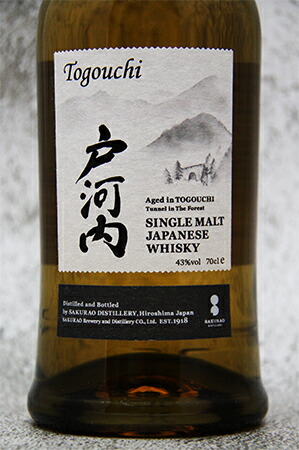 Togouchi
戸河内
Aged in TOGOUCHI
Tunnel in The Forest
SINGLE MALT
JAPANESE
WHISKY
43%vol 70cl e
Distilled and Bottled
by SAKURAO DISTILLERY, Hiroshima Japan
SAKURAO Brewery and Distillery CO., Ltd. EST.1918
SAKURAO
DISTILLERY